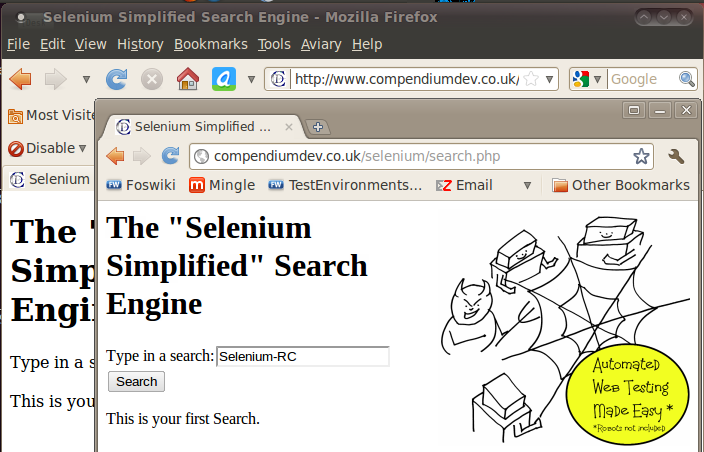 Selenium Simplified Search Engine - Mozilla Firefox
File Edit View History Bookmarks Tools Aviary Help
a http://www.compendiumdev.co.uk/ Google
Most Visite
Disable
Selenium
The "
Simp
Engi
Type in a s
This is you
Selenium Simplified ...
compendiumdev.co.uk/selenium/search.php
FW Foswiki m Mingle FW TestEnvironments... EZ Email Other Bookmarks
The "Selenium
Simplified" Search
Engine
Type in a search: Selenium-RC
Search
This is your first Search.
Automated
Web Testing
Made Easy *
*Robots not included